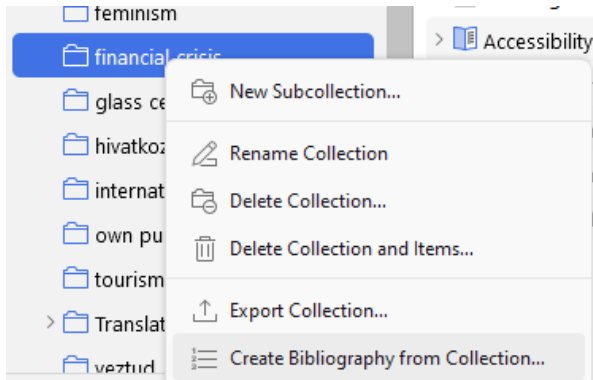 feminism
financial crisis
Accessibility
New Subcollection...
glass ce
hivatkoz
Rename Collection
internat
Delete Collection...
own pu
Delete Collection and Items...
tourism
Export Collection...
Translat
Create Bibliography from Collection...
veztud